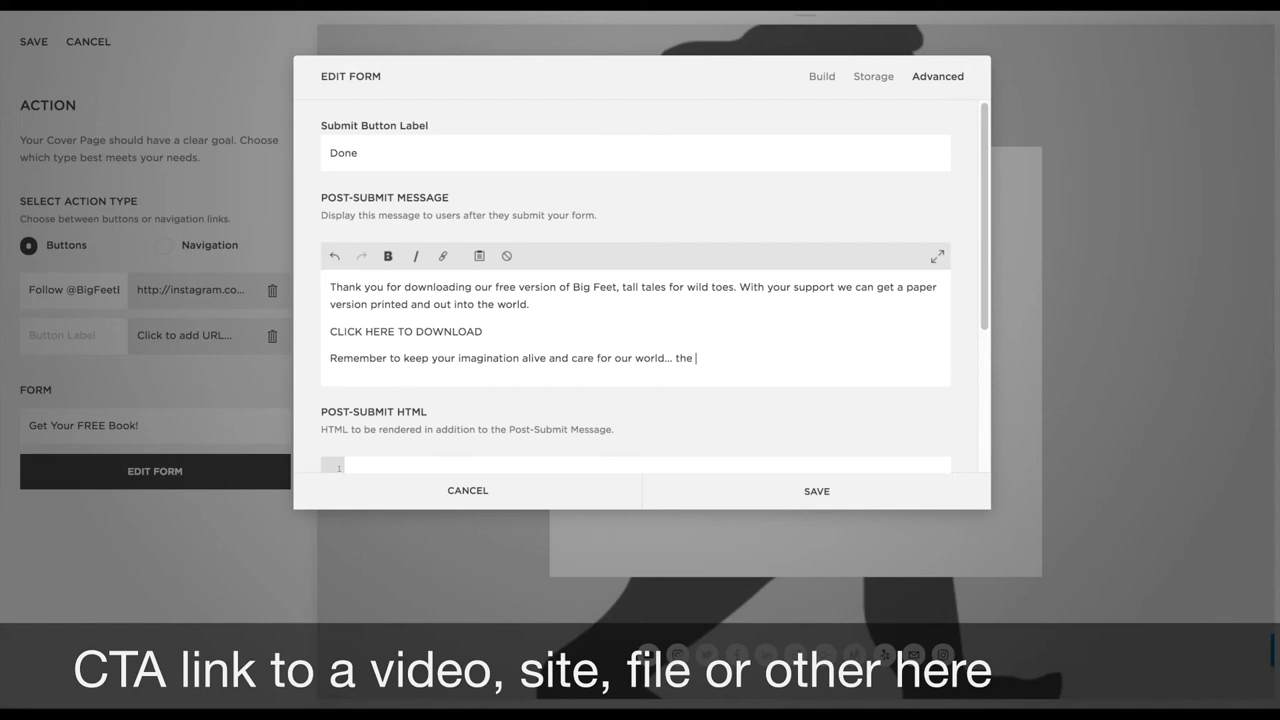 SAVE CANCEL
ACTION
Your Cover Page should have a clear goal. Choose
which type best meets your needs.
SELECT ACTION TYPE
Choose between buttons or navigation links.
Buttons Navigation
Follow @BigFeetl http://instagram.co...
Button Label Click to add URL...
FORM
Get Your FREE Book!
EDIT FORM
EDIT FORM Build Storage Advanced
Submit Button Label
Done
POST-SUBMIT MESSAGE
Display this message to users after they submit your form.
B I
Thank you for downloading our free version of Big Feet, tall tales for wild toes. With your support we can get a paper
version printed and out into the world.
CLICK HERE TO DOWNLOAD
Remember to keep your imagination alive and care for our world... the
POST-SUBMIT HTML
HTML to be rendered in addition to the Post-Submit Message.
1
CANCEL SAVE
CTA link to a video, site, file or other here